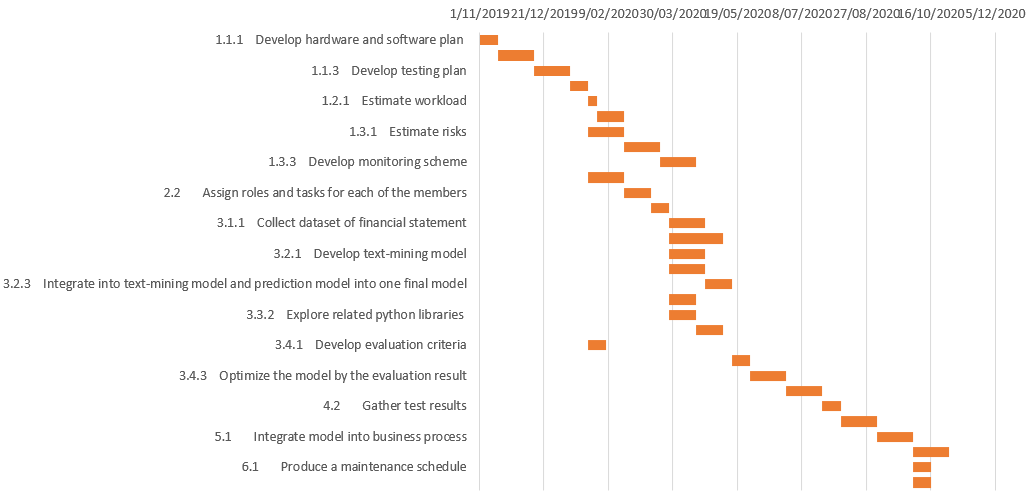 1/11/2019 21/12/2019 9/02/2020 30/03/2020 19/05/2020 8/07/2020 27/08/2020 16/10/2020 5/12/2020
1.1.1 Develop hardware and software plan
1.1.3 Develop testing plan
1.2.1 Estimate workload
1.3.1 Estimate risks
1.3.3 Develop monitoring scheme
2.2 Assign roles and tasks for each of the members
3.1.1 Collect dataset of financial statement
3.2.1 Develop text-mining model
3.2.3 Integrate into text-mining model and prediction model into one final model
3.3.2 Explore related python libraries
3.4.1 Develop evaluation criteria
3.4.3 Optimize the model by the evaluation result
4.2 Gather test results
5.1 Integrate model into business process
6.1 Produce a maintenance schedule